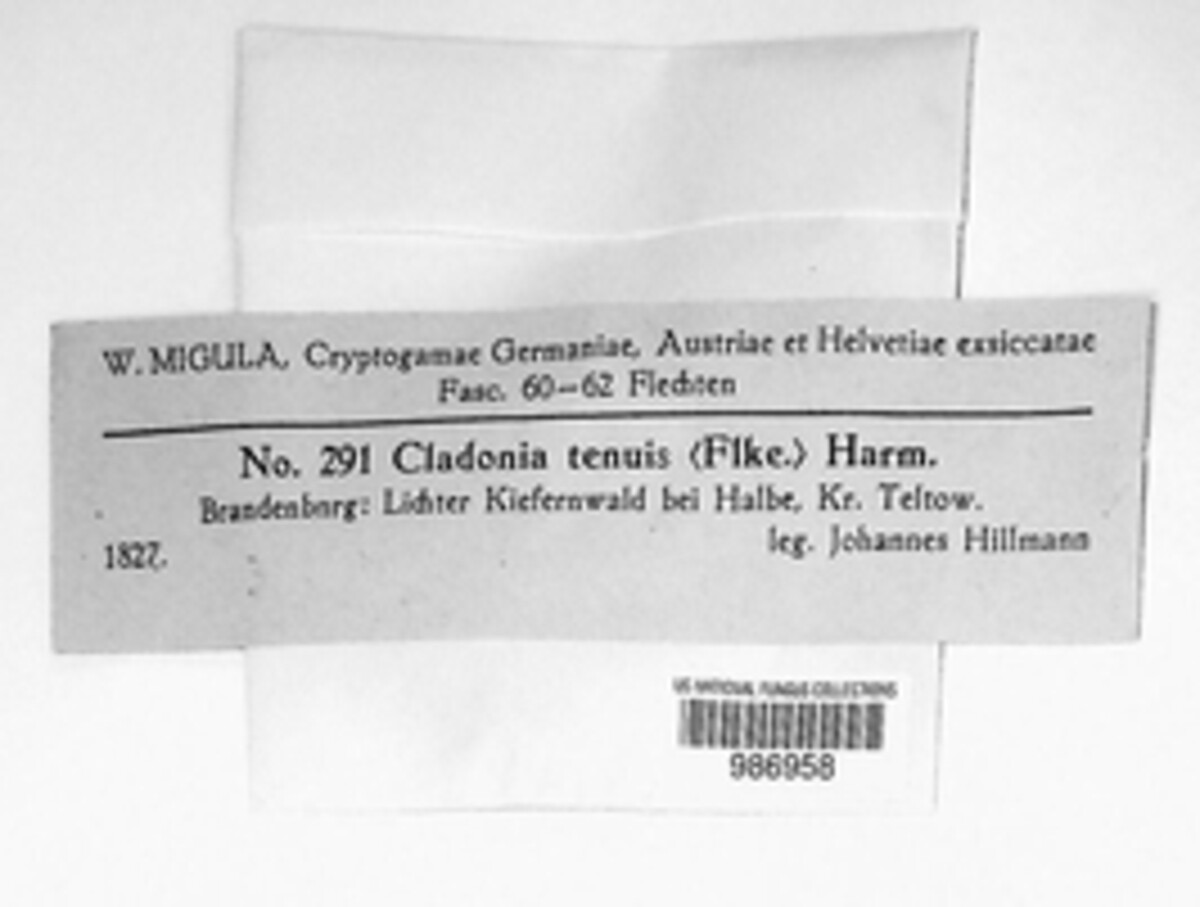 W. MIGULA, Cryptogamae Germaniae, Austriae et Helvetiae exsiccatae
Fasc. 60–62 Flechten
No. 291 Cladonia tenuis (Flke.) Harm.
Brandenburg: Lichter Kiefernwald bei Halbe, Kr. Teltow.
leg. Johannes Hillmann
1827.
US NATIONAL FUNGUS COLLECTIONS
986958